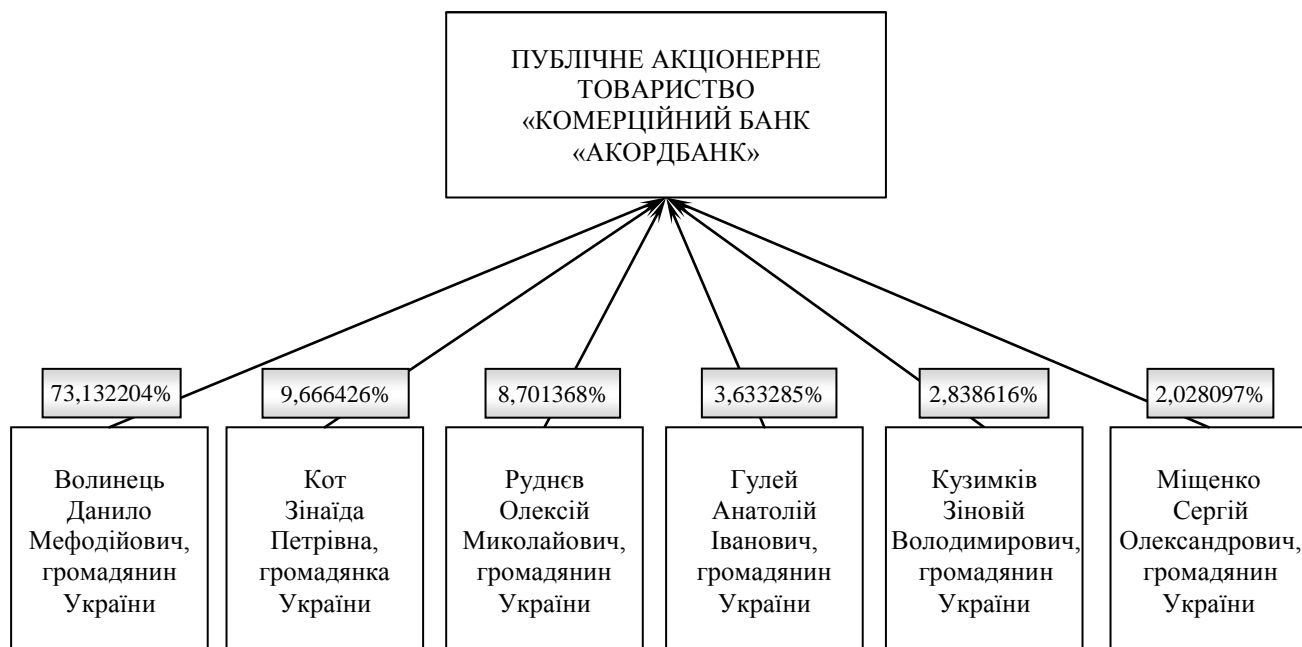 ПУБЛІЧНЕ АКЦІОНЕРНЕ
ТОВАРИСТВО
«КОМЕРЦІЙНИЙ БАНК
«АКОРДБАНК»
73,132204%
9,666426%
8,701368%
3,633285%
2,838616%
2,028097%
Волинець
Данило
Мефодійович,
громадянин
України
Кот
Зінаїда
Петрівна,
громадянка
України
Руднєв
Олексій
Миколайович,
громадянин
України
Гулей
Анатолій
Іванович,
громадянин
України
Кузимків
Зіновій
Володимирович,
громадянин
України
Міщенко
Сергій
Олександрович,
громадянин
України